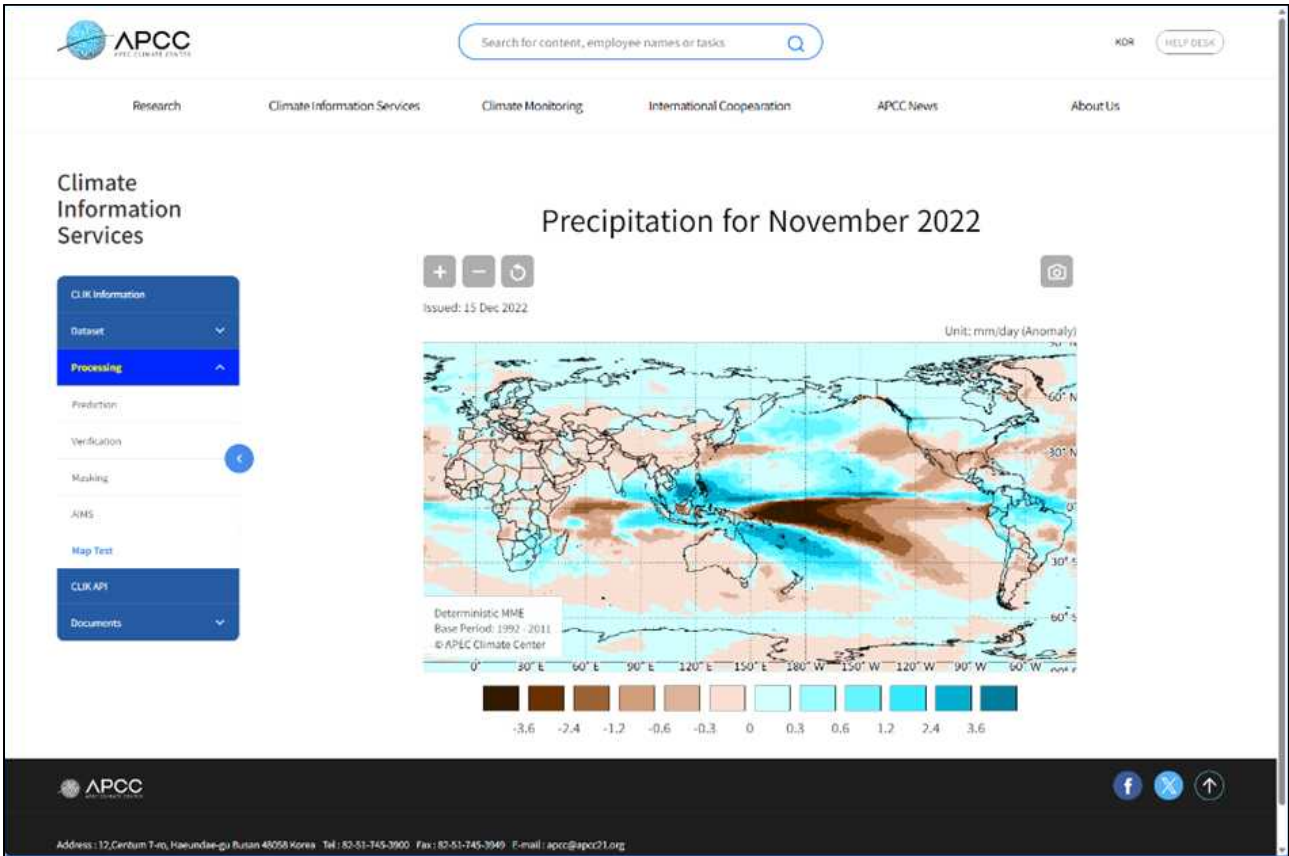 APCC
APEC CLIMATE CENTER
Search for content, employee names or tasks
KOR
HELP DESK
Research
Climate Information Services
Climate Monitoring
International Coopearation
APCC News
About Us
Climate
Information
Services
CLIK Information
Dataset
Processing
Prediction
Verification
Masking
AIMS
Map Test
CLIK API
Documents
Precipitation for November 2022
Issued: 15 Dec 2022
Unit: mm/day (Anomaly)
60° N
30° N
0°
30° S
60° S
Deterministic MME
Base Period: 1992 - 2011
© APEC Climate Center
0° 30° E 60° E 90° E 120° E 150° E 180° W 150° W 120° W 90° W 60° W
-3.6 -2.4 -1.2 -0.6 -0.3 0 0.3 0.6 1.2 2.4 3.6
APCC
Address : 12,Centum 7-ro, Haeundae-gu Busan 48058 Korea Tel : 82-51-745-3900 Fax : 82-51-745-3949 E-mail : apcc@apcc21.org